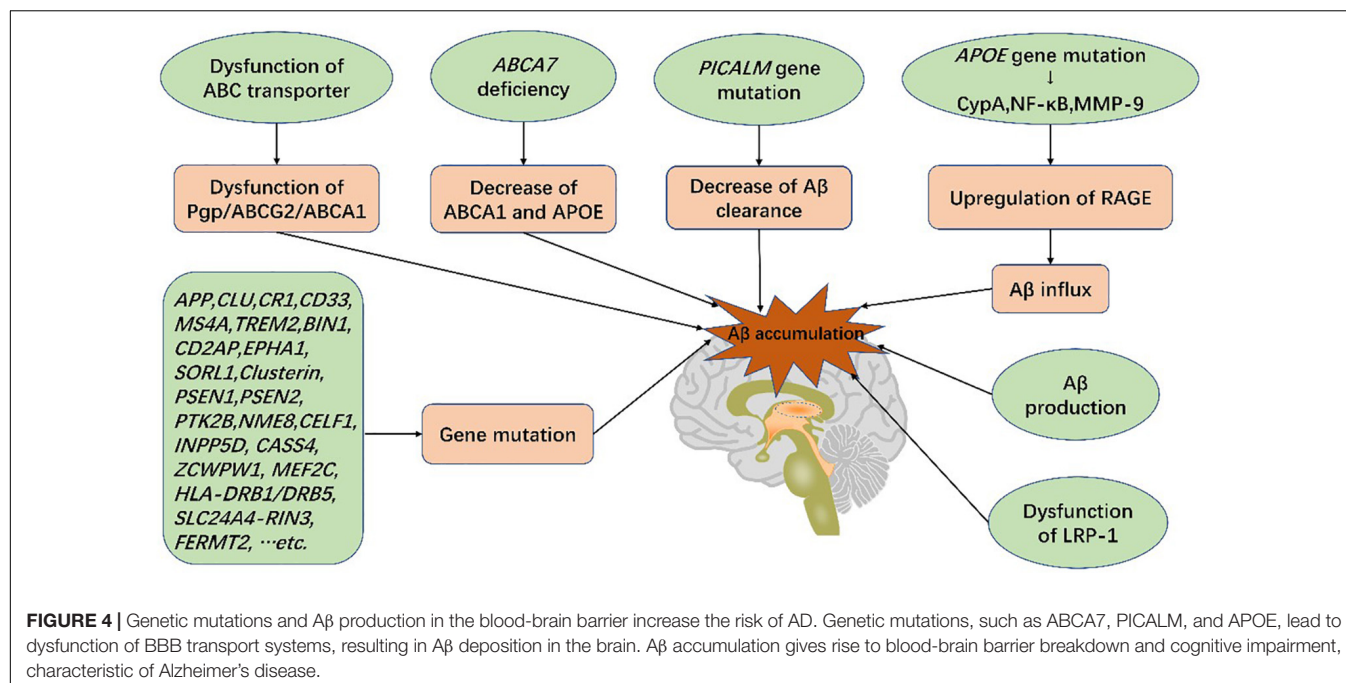 Dysfunction of
ABC transporter
ABCA7
deficiency
PICALM gene
mutation
APOE gene mutation
↓
CypA,NF-κB,MMP-9
Dysfunction of
Pgp/ABCG2/ABCA1
Decrease of
ABCA1 and APOE
Decrease of Aβ
clearance
Upregulation of RAGE
Aβ influx
APP,CLU,CR1,CD33,
MS4A,TREM2,BIN1,
CD2AP,EPHA1,
SORL1,Clusterin,
PSEN1,PSEN2,
PTK2B,NME8,CELF1,
INPP5D, CASS4,
ZCWPW1, MEF2C,
HLA-DRB1/DRB5,
SLC24A4-RIN3,
FERMT2, ···etc.
Gene mutation
Aβ accumulation
Aβ
production
Dysfunction
of LRP-1
FIGURE 4 | Genetic mutations and Aβ production in the blood-brain barrier increase the risk of AD. Genetic mutations, such as ABCA7, PICALM, and APOE, lead to
dysfunction of BBB transport systems, resulting in Aβ deposition in the brain. Aβ accumulation gives rise to blood-brain barrier breakdown and cognitive impairment,
characteristic of Alzheimer's disease.